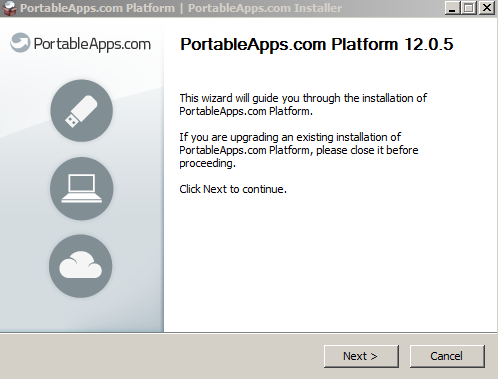 PortableApps.com Platform | PortableApps.com Installer
PortableApps.com
PortableApps.com Platform 12.0.5
This wizard will guide you through the installation of
PortableApps.com Platform.
If you are upgrading an existing installation of
PortableApps.com Platform, please close it before
proceeding.
Click Next to continue.
Next >
Cancel